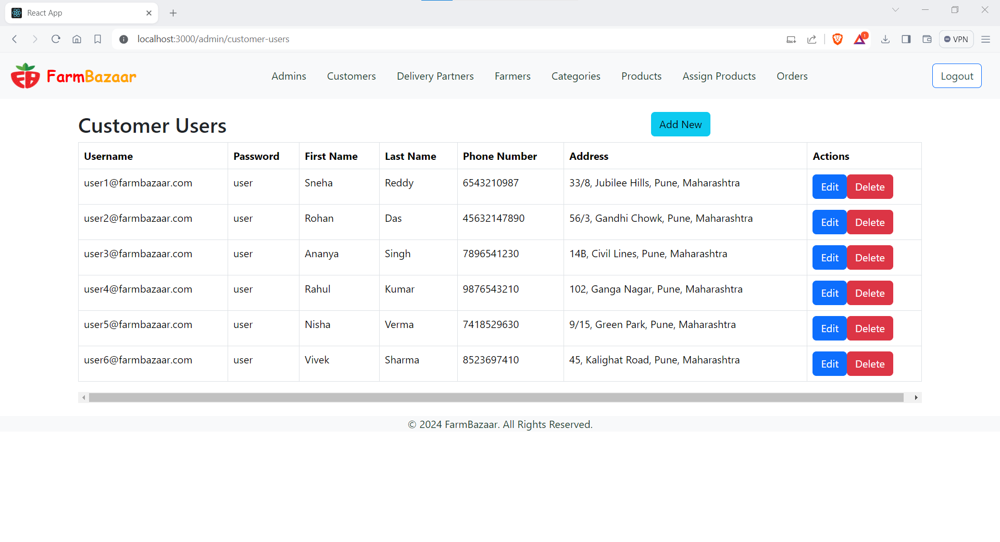 React App
localhost:3000/admin/customer-users
1
VPN
FarmBazaar Admins Customers Delivery Partners Farmers Categories Products Assign Products Orders Logout
Customer Users Add New
Username Password First Name Last Name Phone Number Address Actions
user1@farmbazaar.com user Sneha Reddy 6543210987 33/8, Jubilee Hills, Pune, Maharashtra Edit Delete
user2@farmbazaar.com user Rohan Das 45632147890 56/3, Gandhi Chowk, Pune, Maharashtra Edit Delete
user3@farmbazaar.com user Ananya Singh 7896541230 14B, Civil Lines, Pune, Maharashtra Edit Delete
user4@farmbazaar.com user Rahul Kumar 9876543210 102, Ganga Nagar, Pune, Maharashtra Edit Delete
user5@farmbazaar.com user Nisha Verma 7418529630 9/15, Green Park, Pune, Maharashtra Edit Delete
user6@farmbazaar.com user Vivek Sharma 8523697410 45, Kalighat Road, Pune, Maharashtra Edit Delete
© 2024 FarmBazaar. All Rights Reserved.